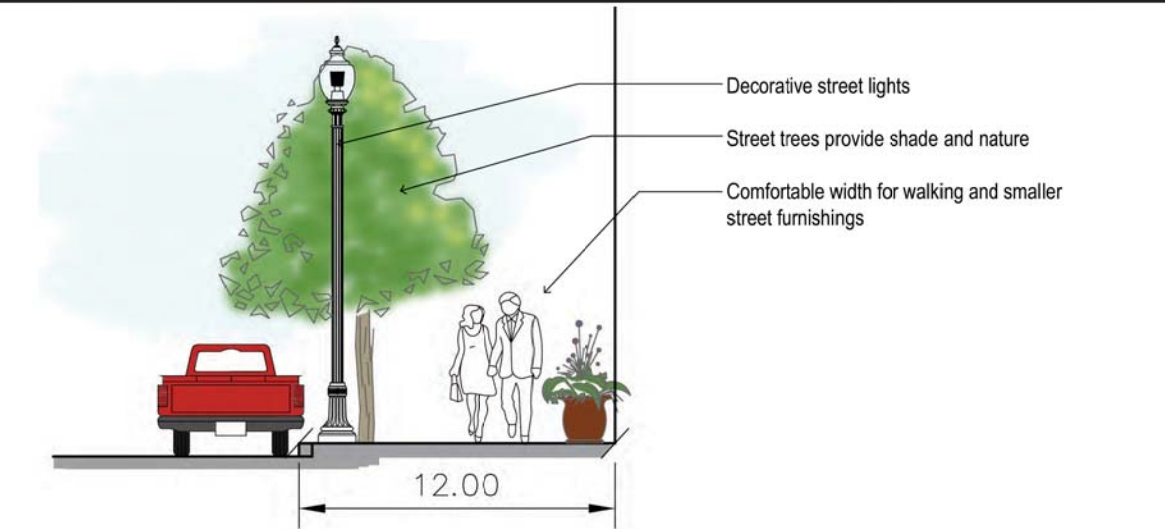 Decorative street lights
Street trees provide shade and nature
Comfortable width for walking and smaller
street furnishings
12.00